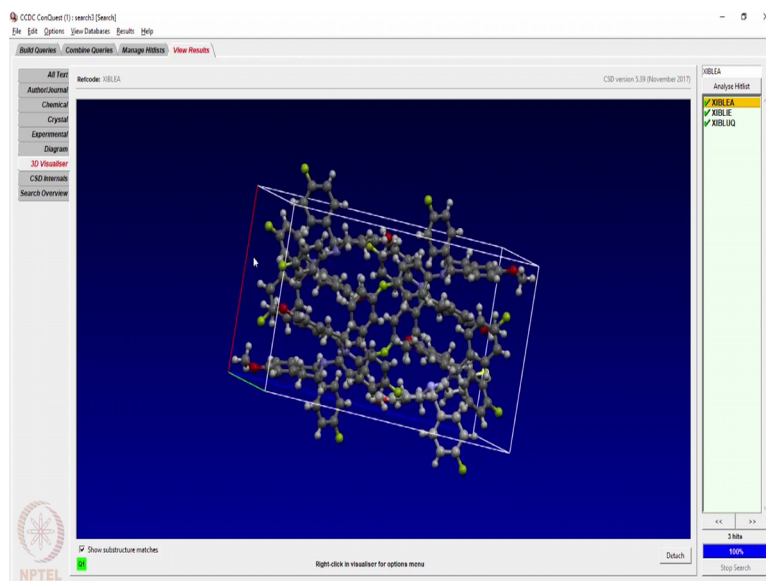 CCDC ConQuest (1) : search3 [Search]
File Edit Options View Databases Results Help
Build Queries Combine Queries Manage Hitlists View Results
All Text
Author/Journal
Chemical
Crystal
Experimental
Diagram
3D Visualiser
CSD Internals
Search Overview
Refcode: XIBLEA
CSD version 5.39 (November 2017)
XIBLEA
Analyse Hitlist
XIBLEA
XIBLIE
XIBLUQ
<< >>
3 hits
100%
Stop Search
Show substructure matches
Q1
Right-click in visualiser for options menu
Detach
NPTEL